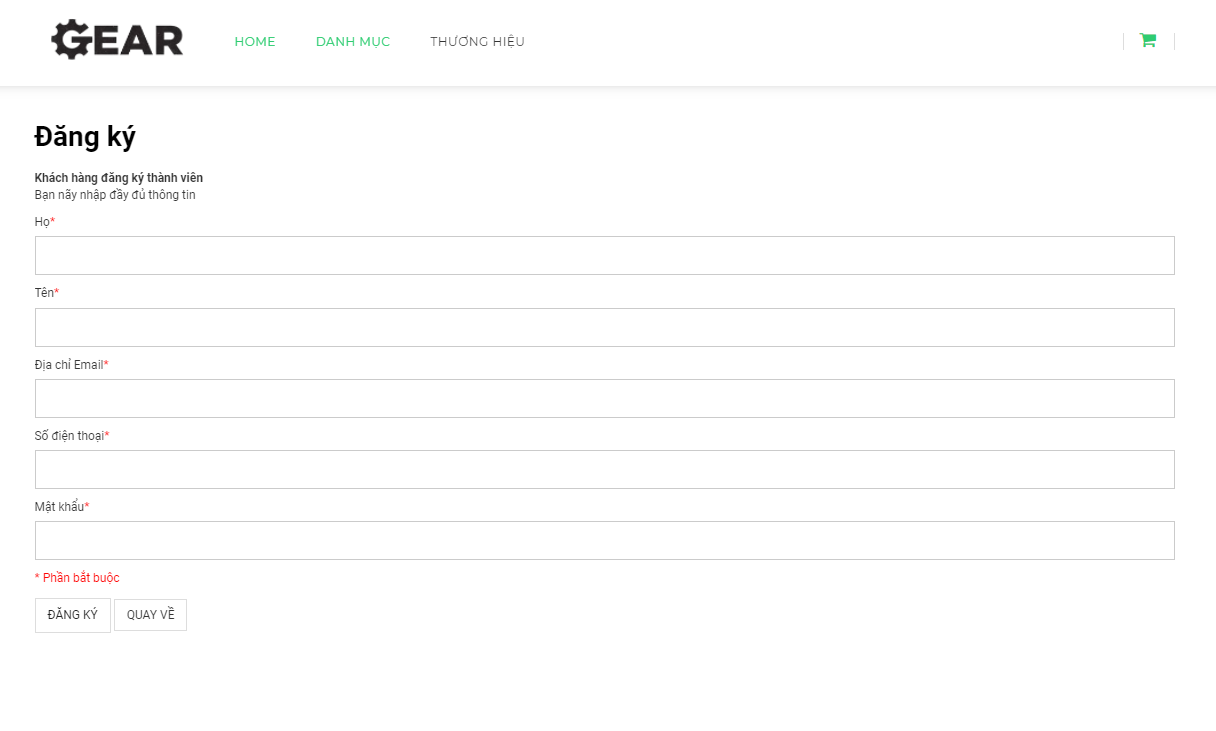 GEAR HOME DANH MỤC THƯƠNG HIỆU
Đăng ký
Khách hàng đăng ký thành viên
Bạn nãy nhập đầy đủ thông tin
Họ*
Tên*
Địa chỉ Email*
Số điện thoại*
Mật khẩu*
* Phần bắt buộc
ĐĂNG KÝ QUAY VỀ